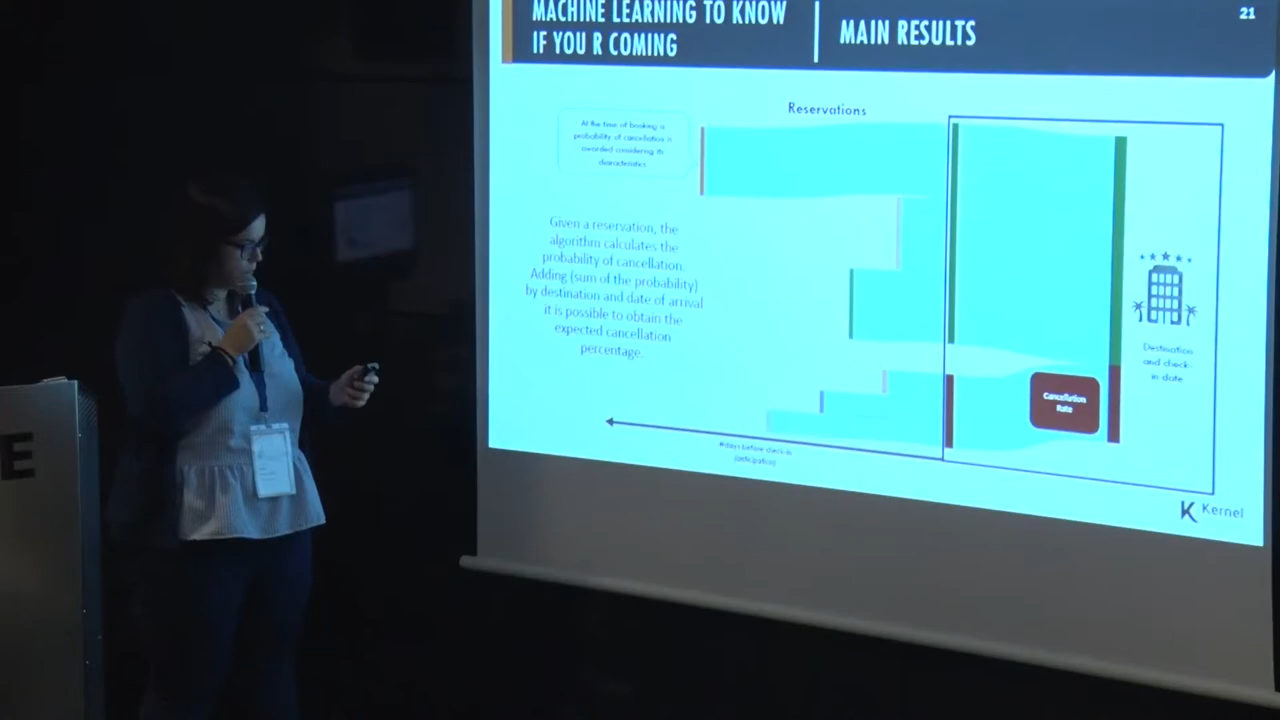 MACHINE LEARNING TO KNOW
IF YOU R COMING
MAIN RESULTS
21
Reservations
At the time of booking a
probability of cancellation is
awarded considering its
characteristics
Given a reservation, the
algorithm calculates the
probability of cancellation.
Adding (sum of the probability)
by destination and date of arrival
it is possible to obtain the
expected cancellation
percentage.
Destination
and check-
in date
Cancellation
Rate
#days before check-in
(anticipation)
K Kernel
E